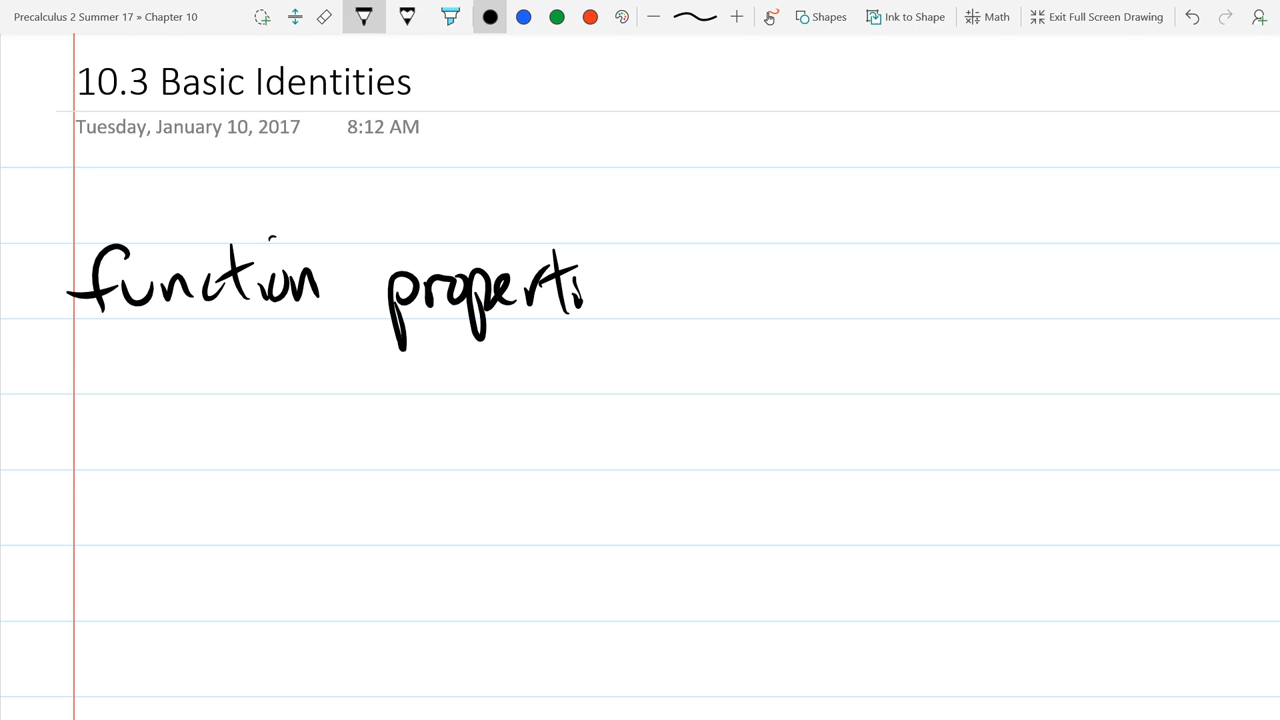 Precalculus 2 Summer 17 » Chapter 10
Shapes
Ink to Shape
Math
Exit Full Screen Drawing
10.3 Basic Identities
Tuesday, January 10, 2017 8:12 AM
function properti